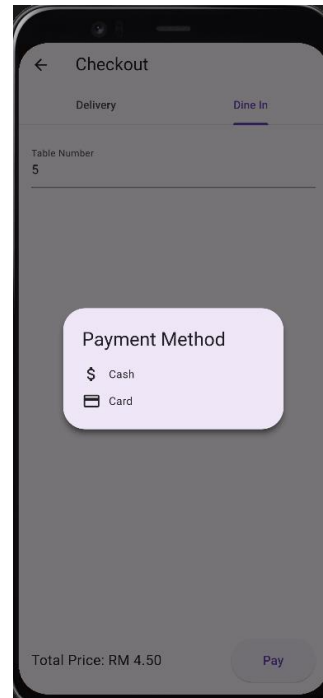 Checkout
Delivery Dine In
Table Number
5
Payment Method
$ Cash
Card
Total Price: RM 4.50 Pay